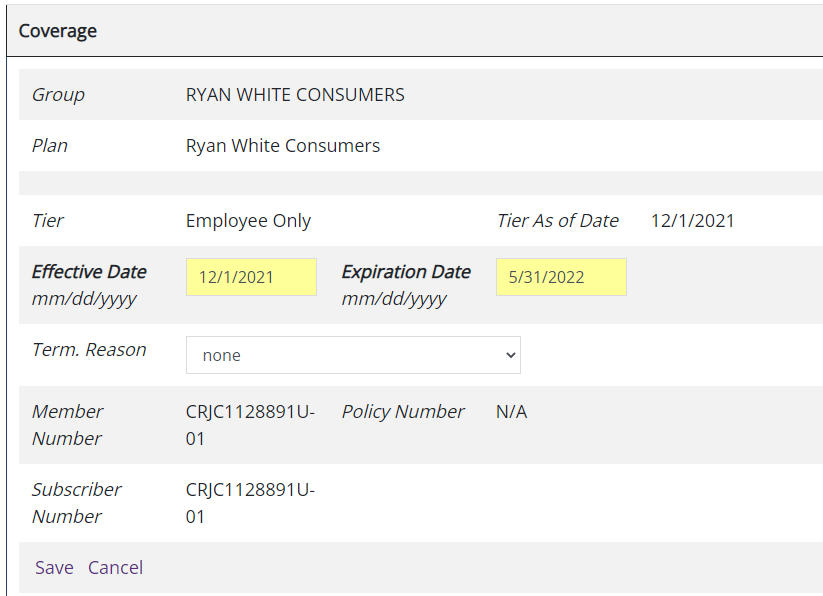 Coverage
Group RYAN WHITE CONSUMERS
Plan Ryan White Consumers
Tier Employee Only Tier As of Date 12/1/2021
Effective Date 12/1/2021 Expiration Date 5/31/2022
mm/dd/yyyy mm/dd/yyyy
Term. Reason none
Member CRJC1128891U- Policy Number N/A
Number 01
Subscriber CRJC1128891U-
Number 01
Save Cancel